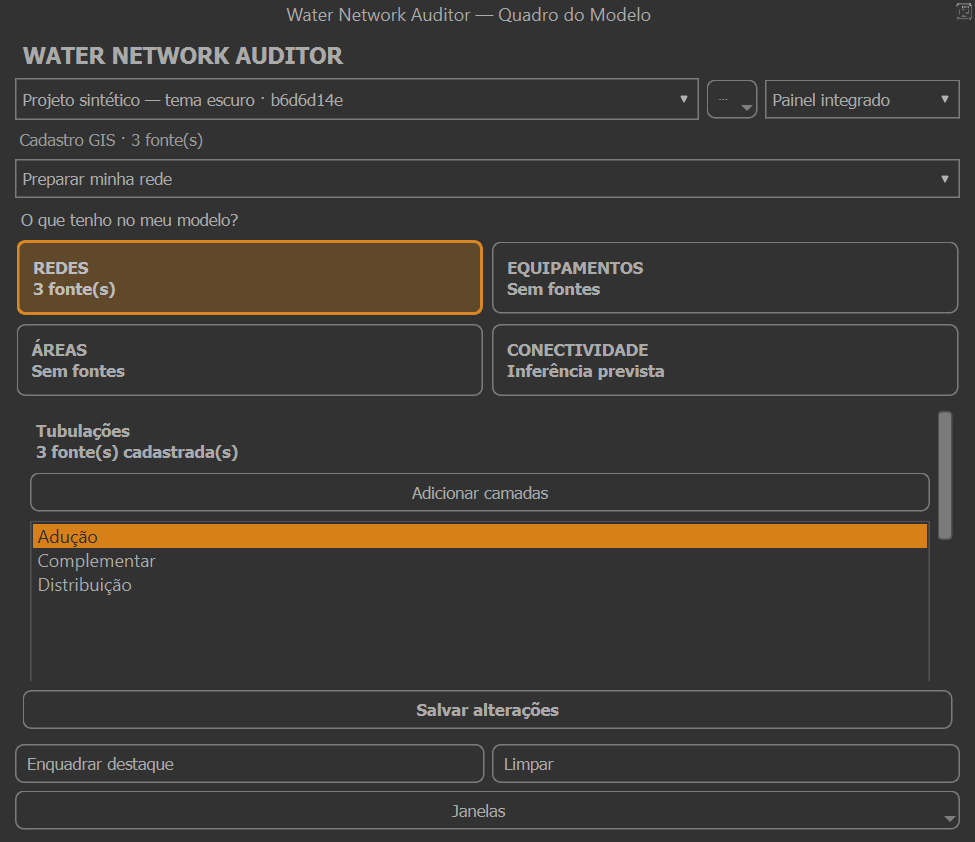 Water Network Auditor — Quadro do Modelo
WATER NETWORK AUDITOR
Projeto sintético — tema escuro · b6d6d14e
...
Painel integrado
Cadastro GIS · 3 fonte(s)
Preparar minha rede
O que tenho no meu modelo?
REDES
3 fonte(s)
EQUIPAMENTOS
Sem fontes
ÁREAS
Sem fontes
CONECTIVIDADE
Inferência prevista
Tubulações
3 fonte(s) cadastrada(s)
Adicionar camadas
Adução
Complementar
Distribuição
Salvar alterações
Enquadrar destaque
Limpar
Janelas